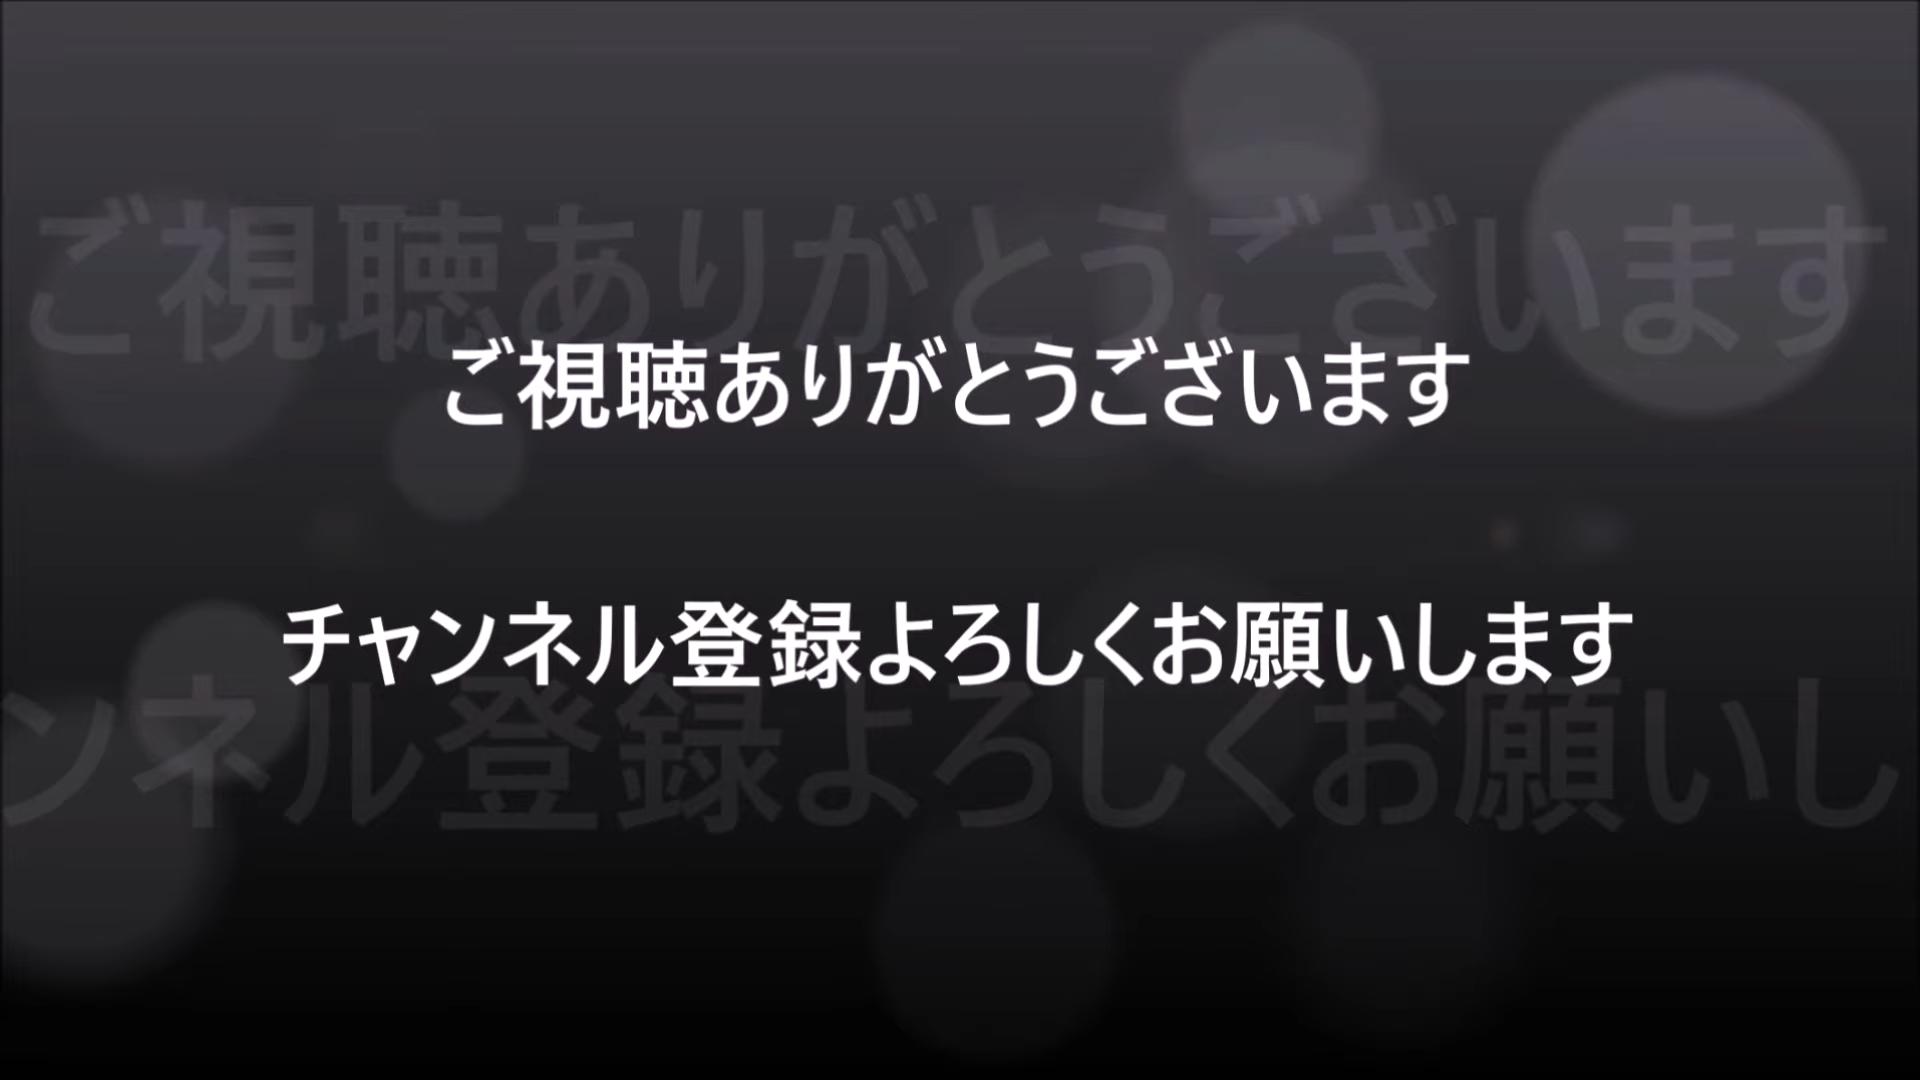 ご視聴ありがとうございます
ご視聴ありがとうございます
チャンネル登録よろしくお願いします
ンネル登録よろしくお願いし